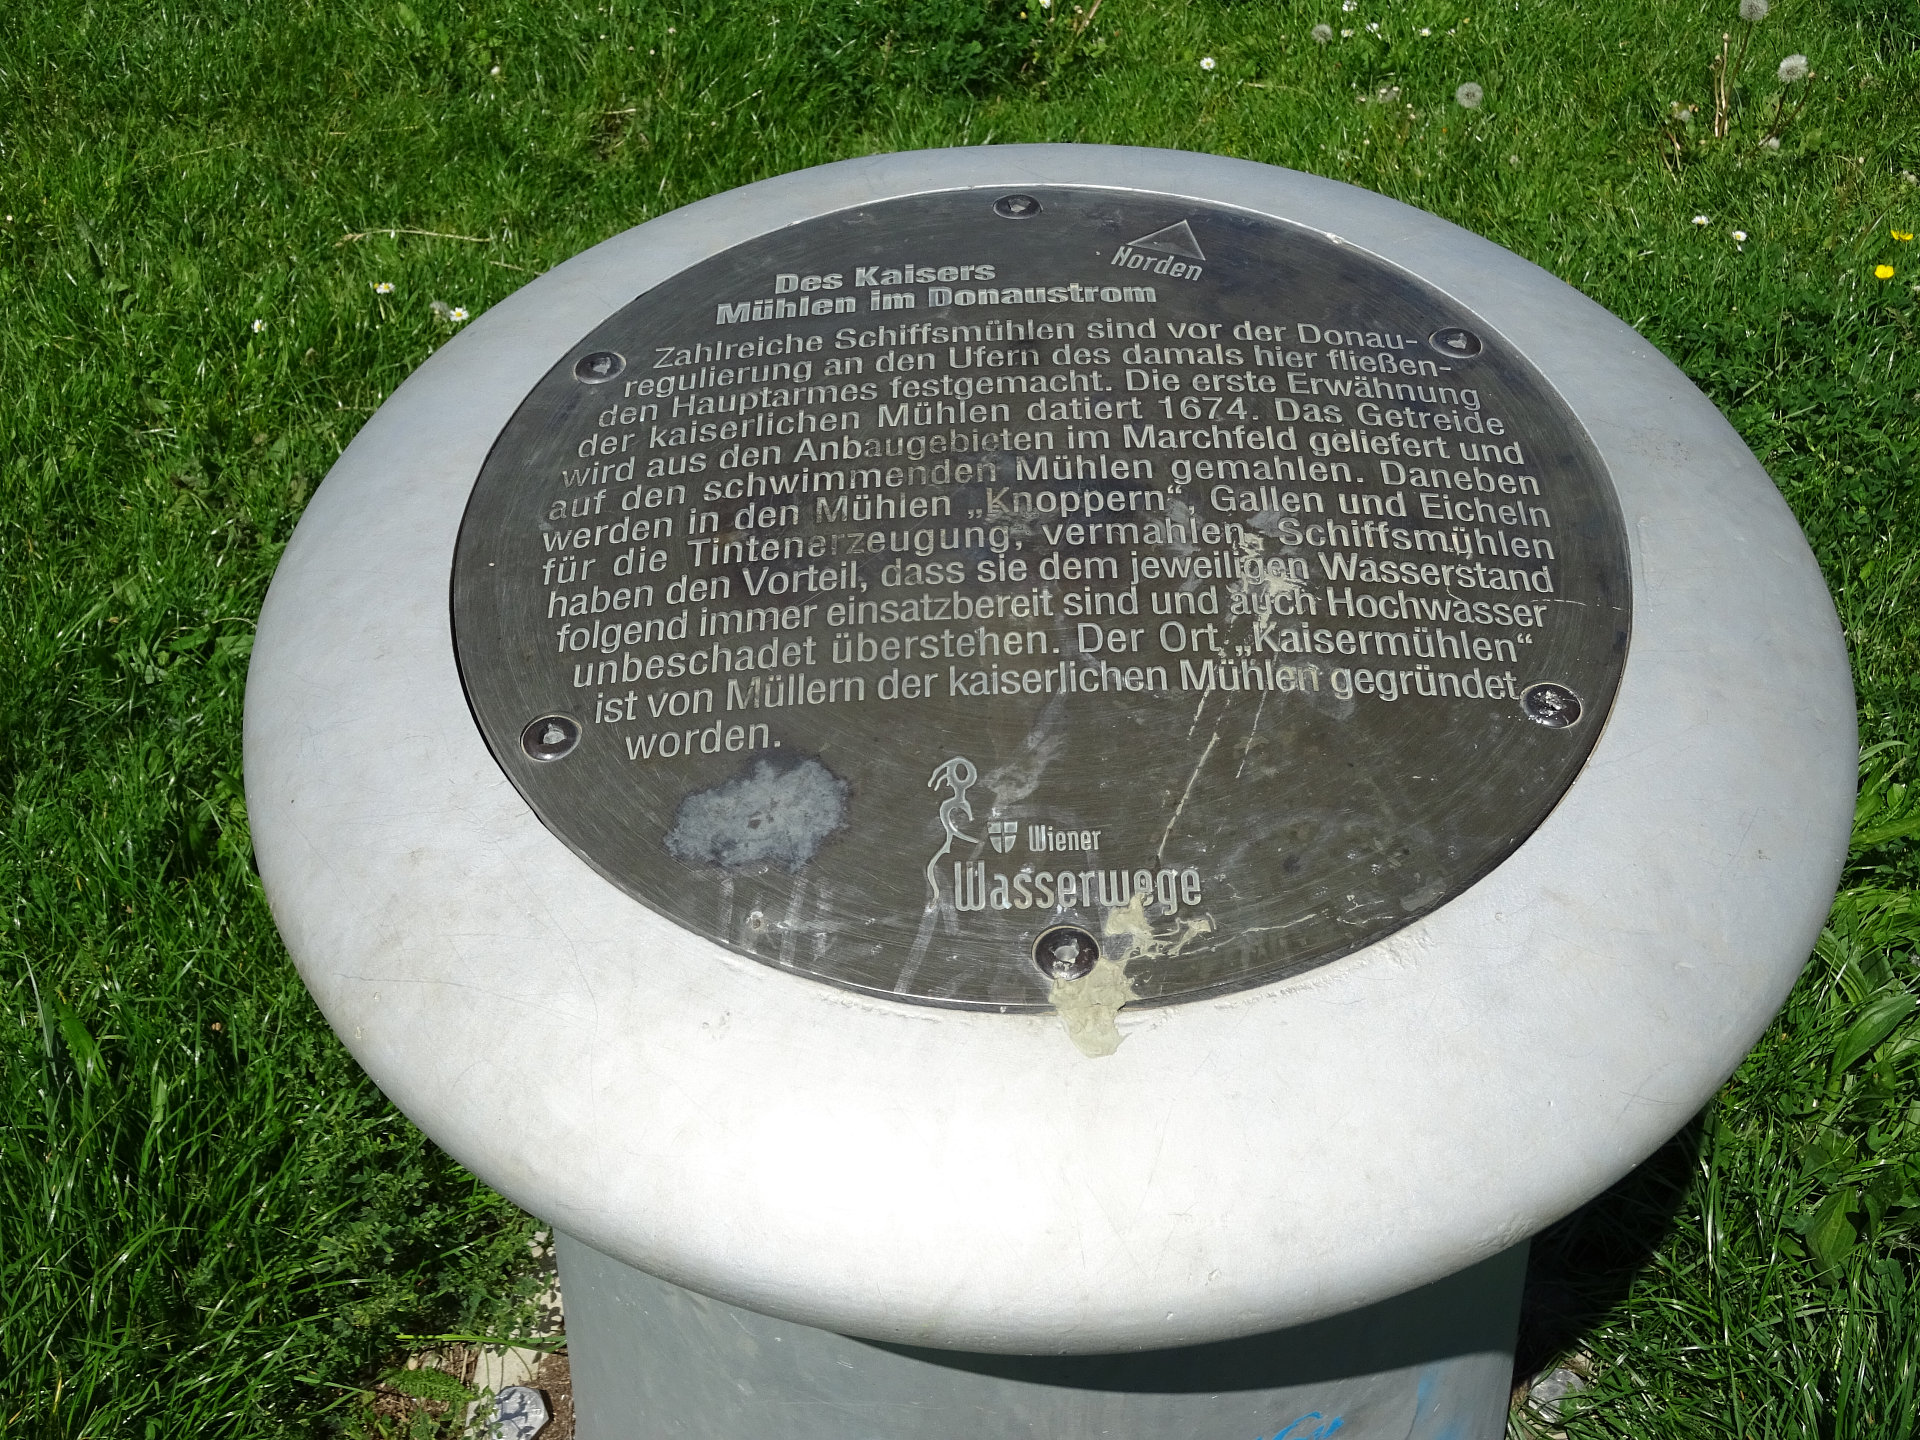 Norden
Des Kaisers
Mühlen im Donaustrom
Zahlreiche Schiffsmühlen sind vor der Donau-
regulierung an den Ufern des damals hier fließen-
den Hauptarmes festgemacht. Die erste Erwähnung
der kaiserlichen Mühlen datiert 1674. Das Getreide
wird aus den Anbaugebieten im Marchfeld geliefert und
auf den schwimmenden Mühlen gemahlen. Daneben
werden in den Mühlen „Knoppern“, Gallen und Eicheln
für die Tintenerzeugung, vermahlen. Schiffsmühlen
haben den Vorteil, dass sie dem jeweiligen Wasserstand
folgend immer einsatzbereit sind und auch Hochwasser
unbeschadet überstehen. Der Ort „Kaisermühlen“
ist von Müllern der kaiserlichen Mühlen gegründet
worden.
Wiener
Wasserwege